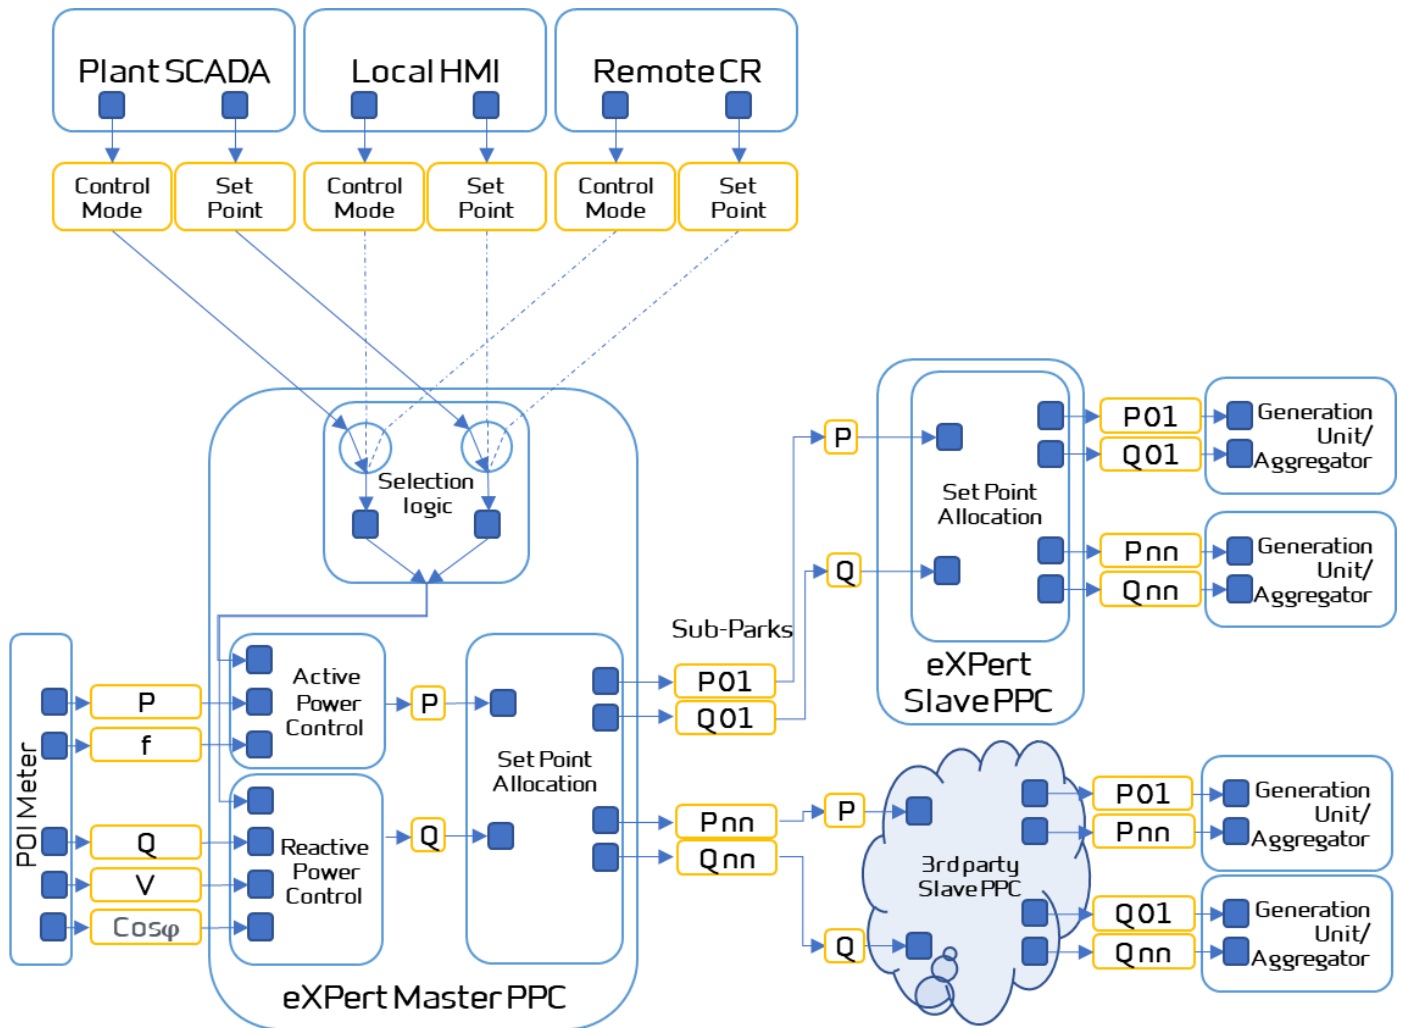 Plant SCADA
Local HMI
Remote CR
Control
Mode
Set
Point
Control
Mode
Set
Point
Control
Mode
Set
Point
Selection
logic
POI Meter
P
f
Q
V
Cosφ
Active
Power
Control
Reactive
Power
Control
P
Q
Set Point
Allocation
eXPert Master PPC
Sub-Parks
P01
Q01
Pnn
Qnn
P
Q
Set Point
Allocation
eXPert
Slave PPC
P01
Q01
Pnn
Qnn
Generation
Unit/
Aggregator
Generation
Unit/
Aggregator
P
Q
3rd party
Slave PPC
P01
Pnn
Q01
Qnn
Generation
Unit/
Aggregator
Generation
Unit/
Aggregator